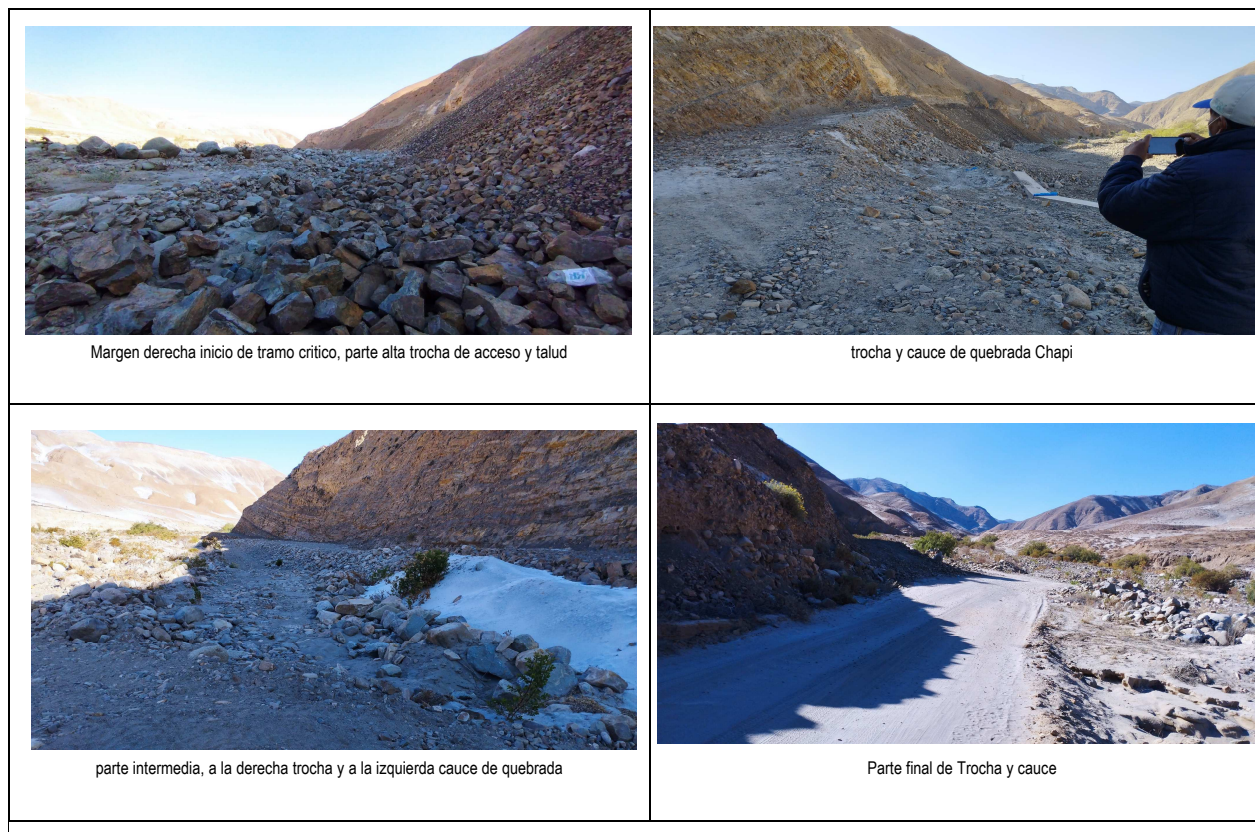 Margen derecha inicio de tramo critico, parte alta trocha de acceso y talud
trocha y cauce de quebrada Chapi
parte intermedia, a la derecha trocha y a la izquierda cauce de quebrada
Parte final de Trocha y cauce